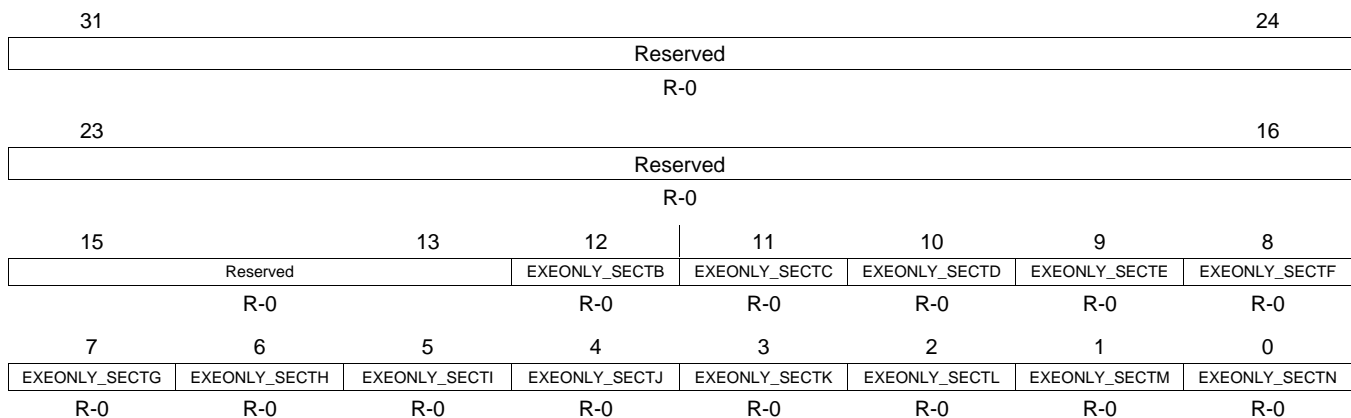 31 24
Reserved
R-0
23 16
Reserved
R-0
15 13 12 11 10 9 8
Reserved EXEONLY_SECTB EXEONLY_SECTC EXEONLY_SECTD EXEONLY_SECTE EXEONLY_SECTF
R-0 R-0 R-0 R-0 R-0 R-0
7 6 5 4 3 2 1 0
EXEONLY_SECTG EXEONLY_SECTH EXEONLY_SECTI EXEONLY_SECTJ EXEONLY_SECTK EXEONLY_SECTL EXEONLY_SECTM EXEONLY_SECTN
R-0 R-0 R-0 R-0 R-0 R-0 R-0 R-0